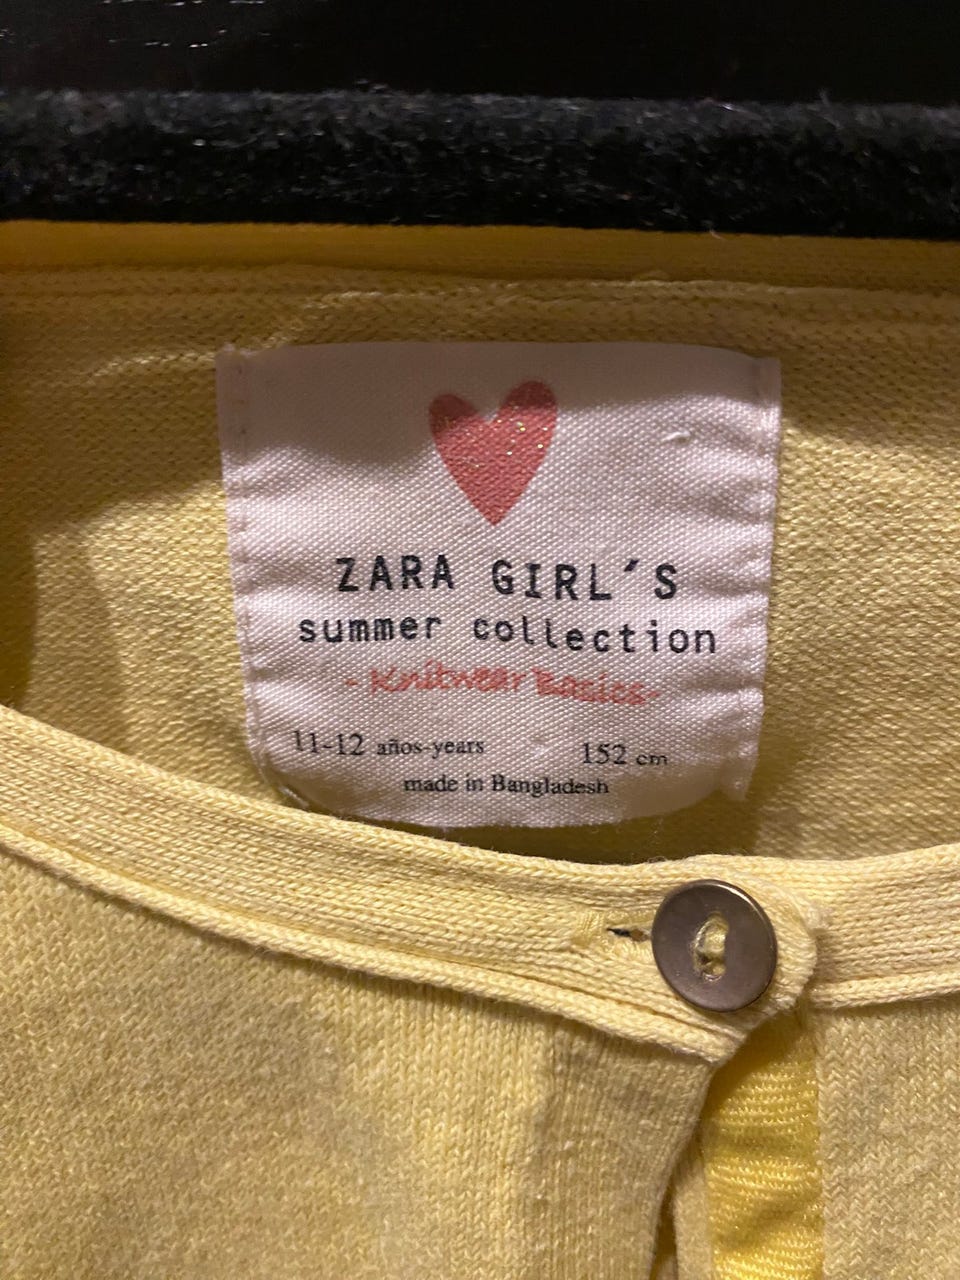 ZARA GIRL´S
summer collection
- Knitwear Basics -
11-12 años-years 152 cm
made in Bangladesh